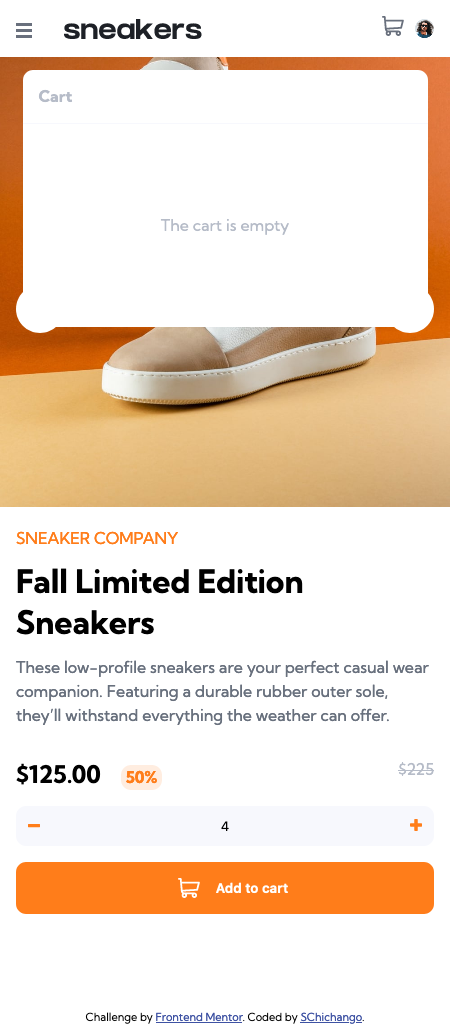 sneakers
Cart
The cart is empty
SNEAKER COMPANY
Fall Limited Edition
Sneakers
These low-profile sneakers are your perfect casual wear
companion. Featuring a durable rubber outer sole,
they’ll withstand everything the weather can offer.
$125.00 50% $225
4
Add to cart
Challenge by Frontend Mentor. Coded by SChichango.